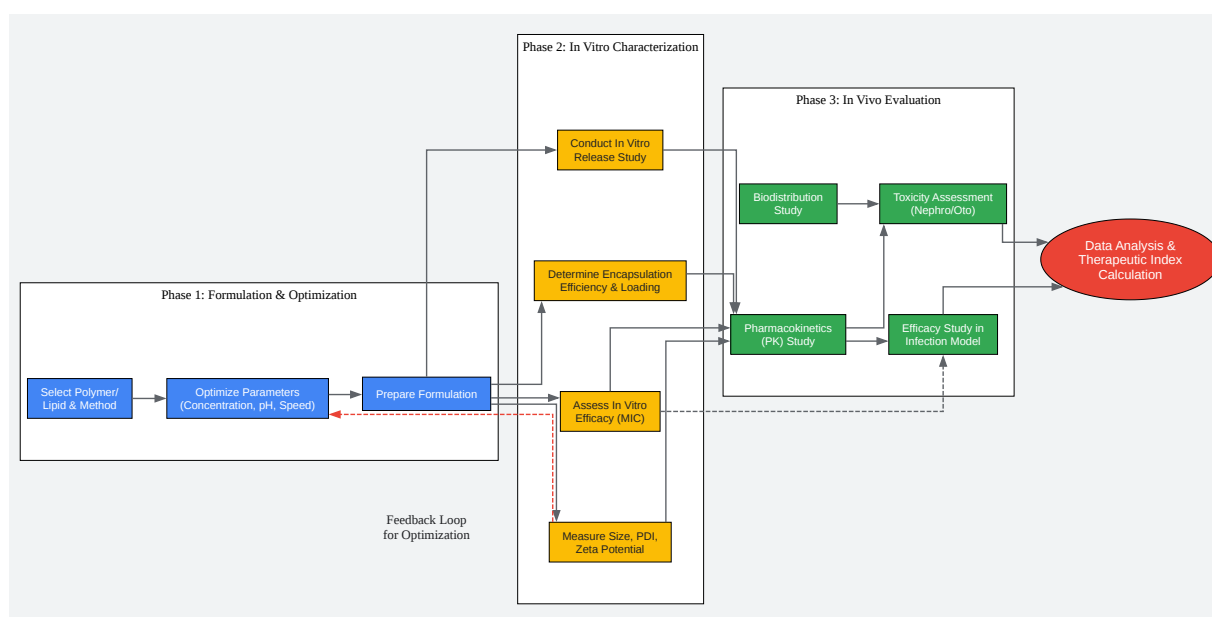 Phase 1: Formulation & Optimization
Select Polymer/
Lipid & Method
Optimize Parameters
(Concentration, pH, Speed)
Prepare Formulation
Feedback Loop
for Optimization
Phase 2: In Vitro Characterization
Conduct In Vitro
Release Study
Determine Encapsulation
Efficiency & Loading
Assess In Vitro
Efficacy (MIC)
Measure Size, PDI,
Zeta Potential
Phase 3: In Vivo Evaluation
Biodistribution
Study
Toxicity Assessment
(Nephro/Oto)
Pharmacokinetics
(PK) Study
Efficacy Study in
Infection Model
Data Analysis &
Therapeutic Index
Calculation